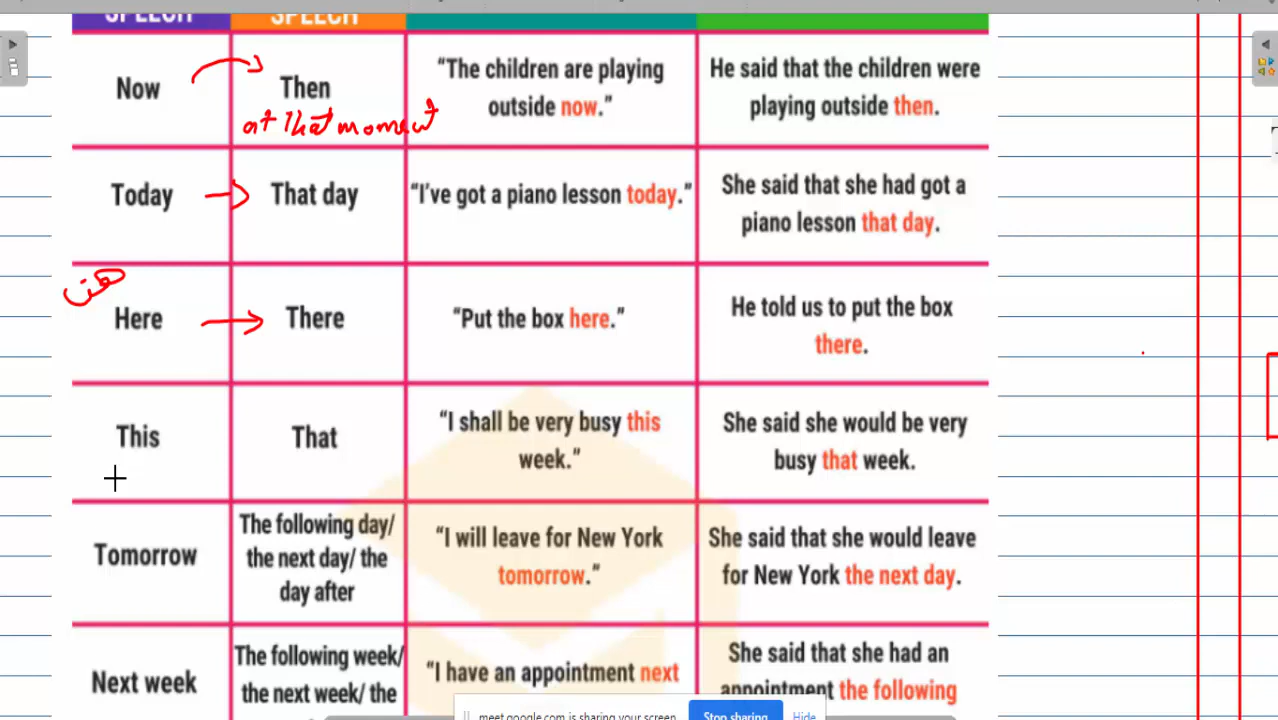 SPEECH SPEECH
Now
Then
at that moment
"The children are playing
outside now."
He said that the children were
playing outside then.
Today
That day
"I've got a piano lesson today."
She said that she had got a
piano lesson that day.
هنا
Here
There
"Put the box here."
He told us to put the box
there.
This
That
"I shall be very busy this
week."
She said she would be very
busy that week.
Tomorrow
The following day/
the next day/ the
day after
"I will leave for New York
tomorrow."
She said that she would leave
for New York the next day.
Next week
The following week/
the next week/ the
"I have an appointment next
She said that she had an
appointment the following
meet.google.com is sharing your screen.
Stop sharing
Hide